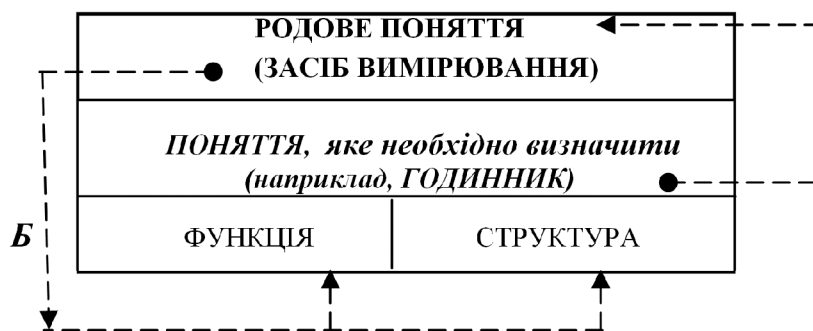 РОДОВЕ ПОНЯТТЯ
(ЗАСІБ ВИМІРЮВАННЯ)
ПОНЯТТЯ, яке необхідно визначити
(наприклад, ГОДИННИК)
Б
ФУНКЦІЯ
СТРУКТУРА